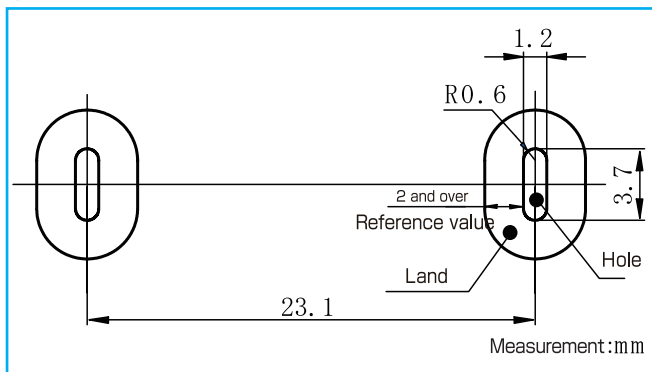 1.2
R0.6
3.7
2 and over
Reference value
Land
Hole
23.1
Measurement:mm